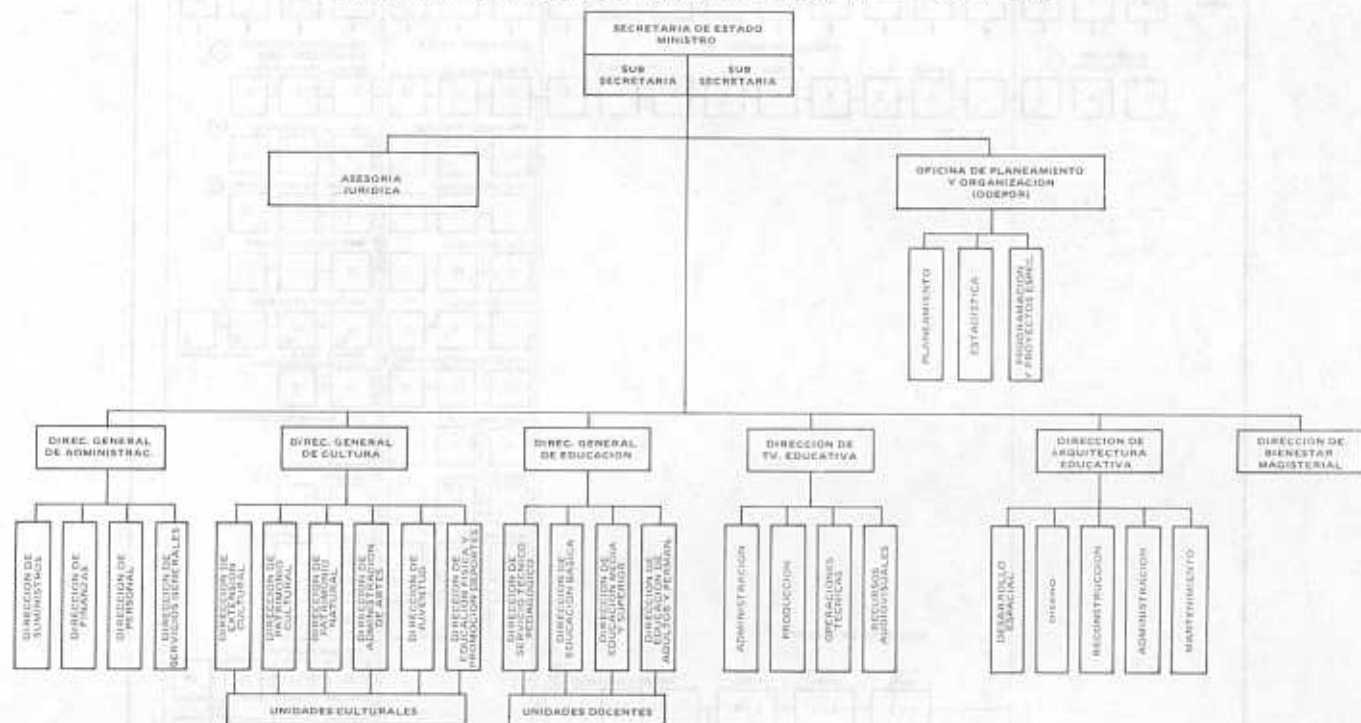 SECRETARIA DE ESTADO
MINISTRO
SUB
SECRETARIA
SUB
SECRETARIA
ASESORIA
JURIDICA
OFICINA DE PLANEAMIENTO
Y ORGANIZACION
(ODEPOR)
PLANEAMIENTO
ESTADISTICA
PROGRAMACION
Y PROYECTOS ESPEC.
DIREC. GENERAL
DE ADMINISTRAC.
DIREC. GENERAL
DE CULTURA
DIREC. GENERAL
DE EDUCACION
DIRECCION DE
TV. EDUCATIVA
DIRECCION DE
ARQUITECTURA
EDUCATIVA
DIRECCION DE
BIENESTAR
MAGISTERIAL
DIRECCION DE
SUMINISTROS
DIRECCION DE
FINANZAS
DIRECCION DE
PERSONAL
DIRECCION DE
SERVICIOS GENERALES
DIRECCION DE
EXTENSION
CULTURAL
DIRECCION DE
PATRIMONIO
CULTURAL
DIRECCION DE
PATRIMONIO
NATURAL
DIRECCION DE
ADMINISTRACION
DE ARTES
DIRECCION DE
JUVENTUD
DIRECCION DE
EDUCACION FISICA Y
PROMOCION DEPORTES
DIRECCION DE
SERVICIO TECNICO
PEDAGOGICO
DIRECCION DE
EDUCACION BASICA
DIRECCION DE
EDUCACION MEDIA
Y SUPERIOR
DIRECCION DE
EDUCACION DE
ADULTOS Y PERMAN.
ADMINISTRACION
PRODUCCION
OPERACIONES
TECNICAS
RECURSOS
AUDIOVISUALES
DESARROLLO
ESPACIAL
DISEÑO
RECONSTRUCCION
ADMINISTRACION
MANTENIMIENTO
UNIDADES CULTURALES
UNIDADES DOCENTES